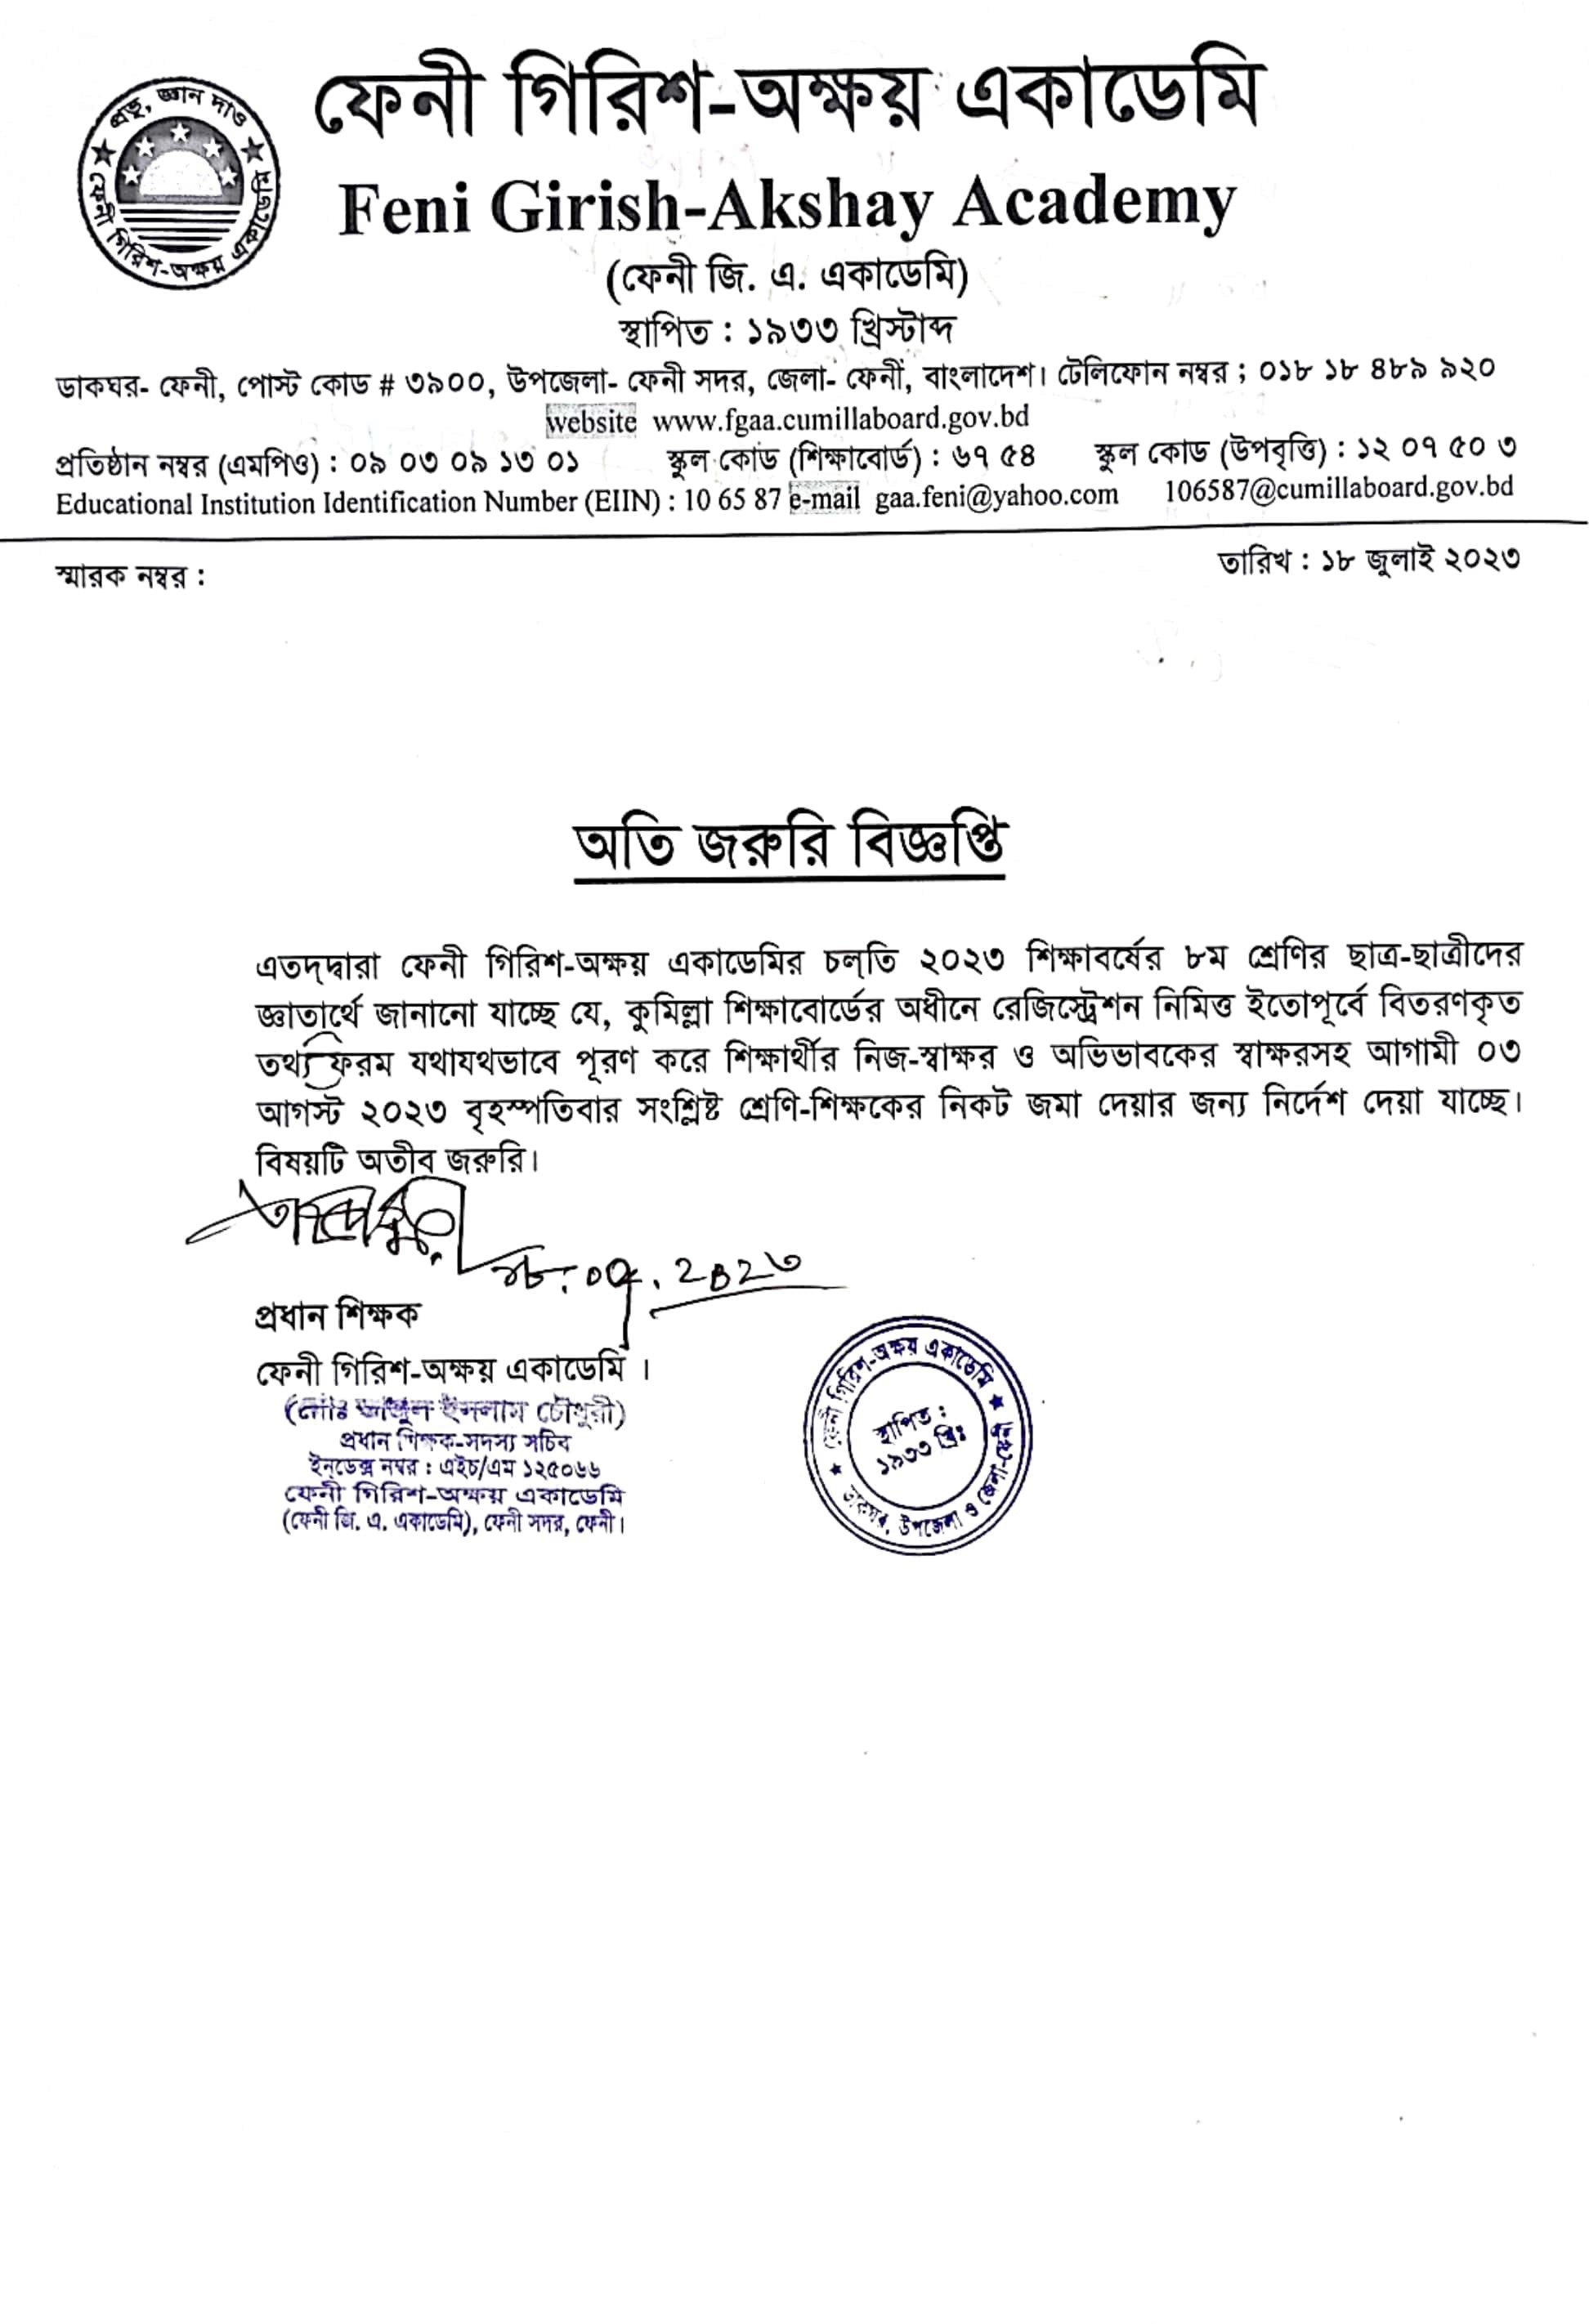 প্রভু, জ্ঞান দাও
ফেনী গিরিশ-অক্ষয় একাডেমি
ফেনী গিরিশ-অক্ষয় একাডেমি
Feni Girish-Akshay Academy
(ফেনী জি. এ. একাডেমি)
স্থাপিত : ১৯৩৩ খ্রিস্টাব্দ
ডাকঘর- ফেনী, পোস্ট কোড # ৩৯০০, উপজেলা- ফেনী সদর, জেলা- ফেনী, বাংলাদেশ। টেলিফোন নম্বর ; ০১৮ ১৮ ৪৮৯ ৯২০
website www.fgaa.cumillaboard.gov.bd
প্রতিষ্ঠান নম্বর (এমপিও) : ০৯ ০৩ ০৯ ১৩ ০১ স্কুল কোড (শিক্ষাবোর্ড) : ৬৭ ৫৪ স্কুল কোড (উপবৃত্তি) : ১২ ০৭ ৫০ ৩
Educational Institution Identification Number (EIIN) : 10 65 87 e-mail gaa.feni@yahoo.com 106587@cumillaboard.gov.bd
স্মারক নম্বর : তারিখ : ১৮ জুলাই ২০২৩
অতি জরুরি বিজ্ঞপ্তি
এতদ্দ্বারা ফেনী গিরিশ-অক্ষয় একাডেমির চল্‌তি ২০২৩ শিক্ষাবর্ষের ৮ম শ্রেণির ছাত্র-ছাত্রীদের
জ্ঞাতার্থে জানানো যাচ্ছে যে, কুমিল্লা শিক্ষাবোর্ডের অধীনে রেজিস্ট্রেশন নিমিত্ত ইতোপূর্বে বিতরণকৃত
তথ্য ফরম যথাযথভাবে পূরণ করে শিক্ষার্থীর নিজ-স্বাক্ষর ও অভিভাবকের স্বাক্ষরসহ আগামী ০৩
আগস্ট ২০২৩ বৃহস্পতিবার সংশ্লিষ্ট শ্রেণি-শিক্ষকের নিকট জমা দেয়ার জন্য নির্দেশ দেয়া যাচ্ছে।
বিষয়টি অতীব জরুরি।
১৮.০৭.২০২৩
প্রধান শিক্ষক
ফেনী গিরিশ-অক্ষয় একাডেমি ।
ইসলাম চৌধুরী)
প্রধান শিক্ষক-সদস্য সচিব
ইন্‌ডেক্স নম্বর : এইচ/এম ১২৫০৬৬
ফেনী গিরিশ-অক্ষয় একাডেমি
(ফেনী জি. এ. একাডেমি), ফেনী সদর, ফেনী।
ফেনী গিরিশ-অক্ষয় একাডেমি
স্থাপিত :
১৯৩৩ খ্রিঃ
ডাকঘর, উপজেলা ও জেলা-ফেনী